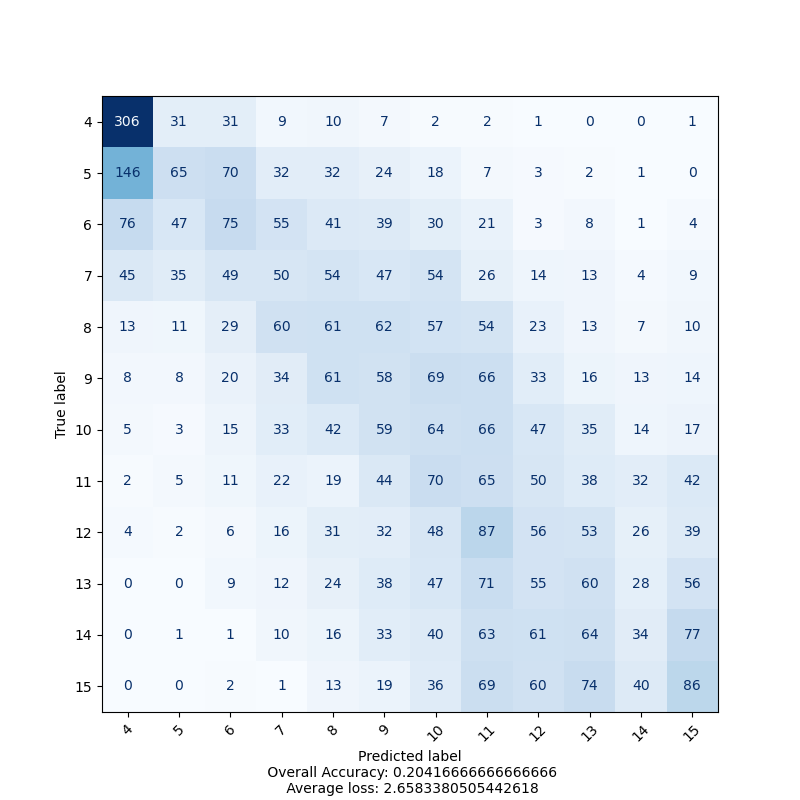 4 306 31 31 9 10 7 2 2 1 0 0 1
5 146 65 70 32 32 24 18 7 3 2 1 0
6 76 47 75 55 41 39 30 21 3 8 1 4
7 45 35 49 50 54 47 54 26 14 13 4 9
8 13 11 29 60 61 62 57 54 23 13 7 10
9 8 8 20 34 61 58 69 66 33 16 13 14
True label
10 5 3 15 33 42 59 64 66 47 35 14 17
11 2 5 11 22 19 44 70 65 50 38 32 42
12 4 2 6 16 31 32 48 87 56 53 26 39
13 0 0 9 12 24 38 47 71 55 60 28 56
14 0 1 1 10 16 33 40 63 61 64 34 77
15 0 0 2 1 13 19 36 69 60 74 40 86
4 5 6 7 8 9 10 11 12 13 14 15
Predicted label
Overall Accuracy: 0.20416666666666666
Average loss: 2.6583380505442618